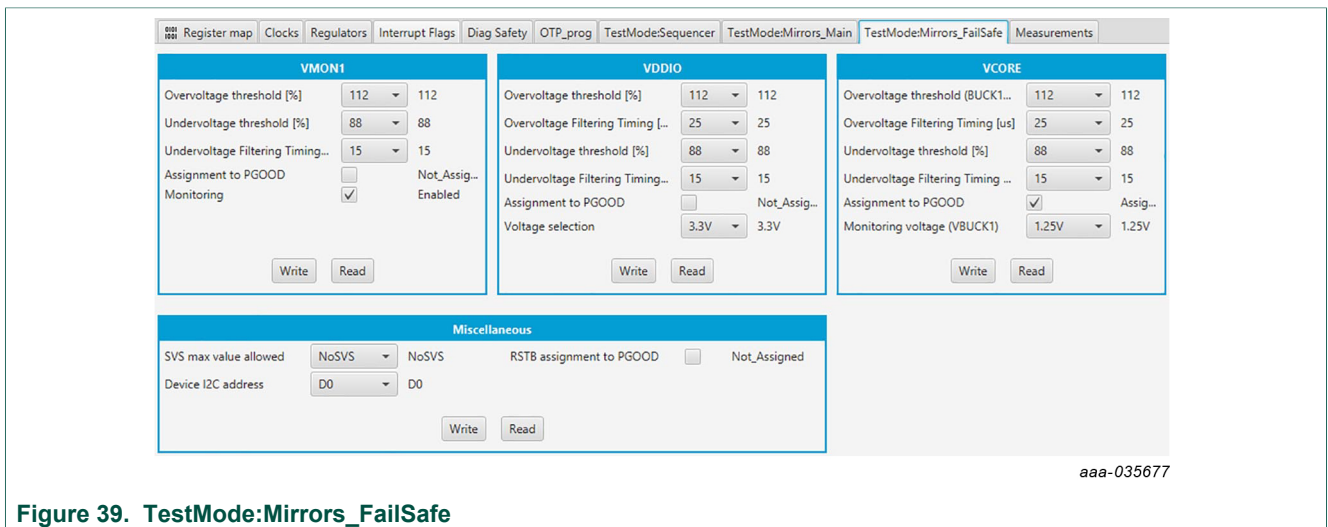 Register map Clocks Regulators Interrupt Flags Diag Safety OTP_prog TestMode:Sequencer TestMode:Mirrors_Main TestMode:Mirrors_FailSafe Measurements
VMON1
Overvoltage threshold [%] 112 112
Undervoltage threshold [%] 88 88
Undervoltage Filtering Timing... 15 15
Assignment to PGOOD Not_Assig...
Monitoring Enabled
Write Read
VDDIO
Overvoltage threshold [%] 112 112
Overvoltage Filtering Timing [... 25 25
Undervoltage threshold [%] 88 88
Undervoltage Filtering Timing... 15 15
Assignment to PGOOD Not_Assig...
Voltage selection 3.3V 3.3V
Write Read
VCORE
Overvoltage threshold (BUCK1... 112 112
Overvoltage Filtering Timing [us] 25 25
Undervoltage threshold [%] 88 88
Undervoltage Filtering Timing ... 15 15
Assignment to PGOOD Assig...
Monitoring voltage (VBUCK1) 1.25V 1.25V
Write Read
Miscellaneous
SVS max value allowed NoSVS NoSVS RSTB assignment to PGOOD Not_Assigned
Device I2C address D0 D0
Write Read
aaa-035677
Figure 39. TestMode:Mirrors_FailSafe